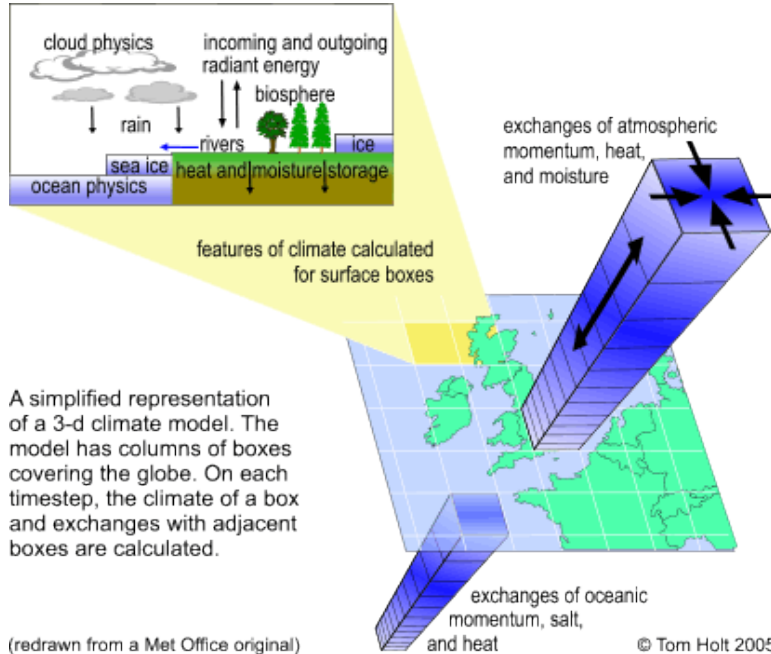 cloud physics
incoming and outgoing
radiant energy
biosphere
rain
rivers
ice
sea ice
heat and moisture storage
ocean physics
exchanges of atmospheric
momentum, heat,
and moisture
features of climate calculated
for surface boxes
A simplified representation
of a 3-d climate model. The
model has columns of boxes
covering the globe. On each
timestep, the climate of a box
and exchanges with adjacent
boxes are calculated.
exchanges of oceanic
momentum, salt,
and heat
(redrawn from a Met Office original)
© Tom Holt 2005